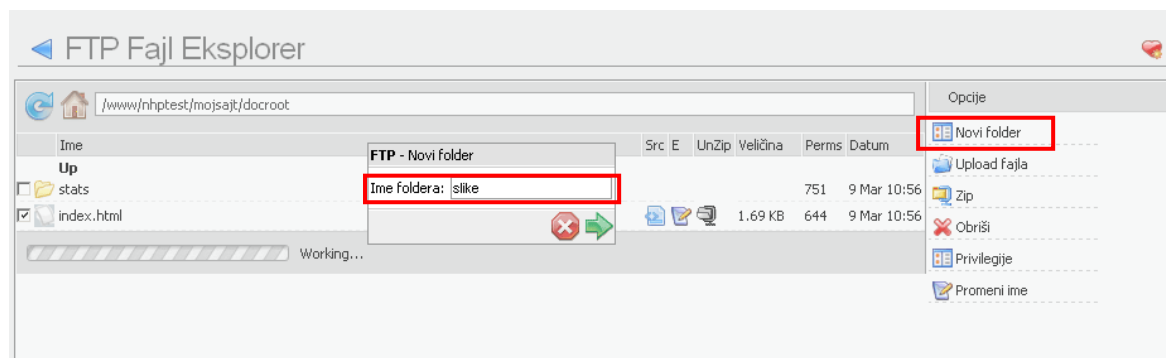 FTP Fajl Eksplorer
/www/nhptest/mojsajt/docroot
Ime Src E UnZip Veličina Perms Datum
Up
stats 751 9 Mar 10:56
index.html 1.69 KB 644 9 Mar 10:56
Working...
FTP - Novi folder
Ime foldera: slike
Opcije
Novi folder
Upload fajla
Zip
Obriši
Privilegije
Promeni ime